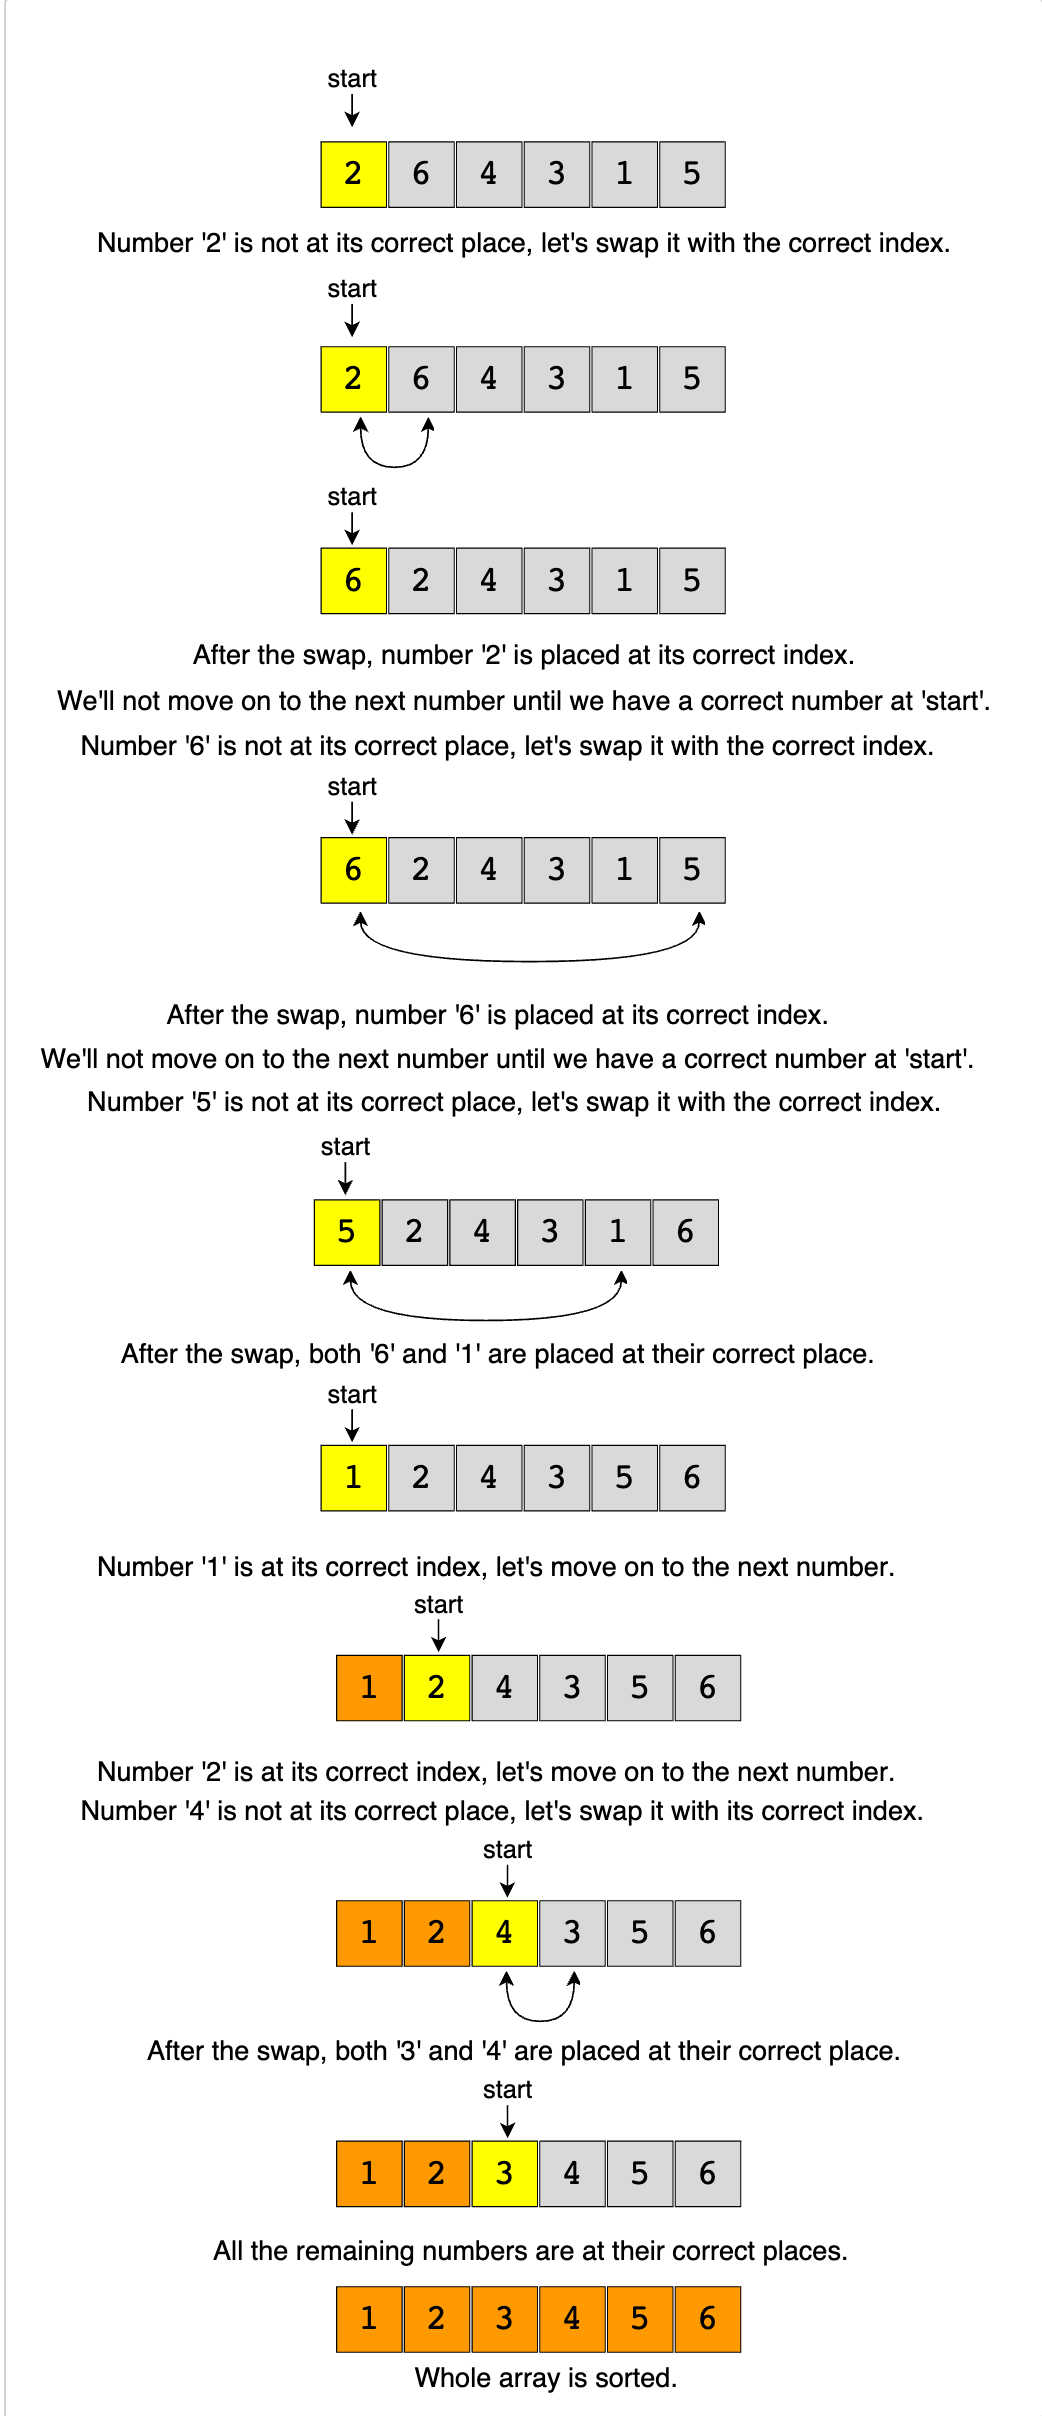 start
2 6 4 3 1 5
Number '2' is not at its correct place, let's swap it with the correct index.
start
2 6 4 3 1 5
start
6 2 4 3 1 5
After the swap, number '2' is placed at its correct index.
We'll not move on to the next number until we have a correct number at 'start'.
Number '6' is not at its correct place, let's swap it with the correct index.
start
6 2 4 3 1 5
After the swap, number '6' is placed at its correct index.
We'll not move on to the next number until we have a correct number at 'start'.
Number '5' is not at its correct place, let's swap it with the correct index.
start
5 2 4 3 1 6
After the swap, both '6' and '1' are placed at their correct place.
start
1 2 4 3 5 6
Number '1' is at its correct index, let's move on to the next number.
start
1 2 4 3 5 6
Number '2' is at its correct index, let's move on to the next number.
Number '4' is not at its correct place, let's swap it with its correct index.
start
1 2 4 3 5 6
After the swap, both '3' and '4' are placed at their correct place.
start
1 2 3 4 5 6
All the remaining numbers are at their correct places.
1 2 3 4 5 6
Whole array is sorted.